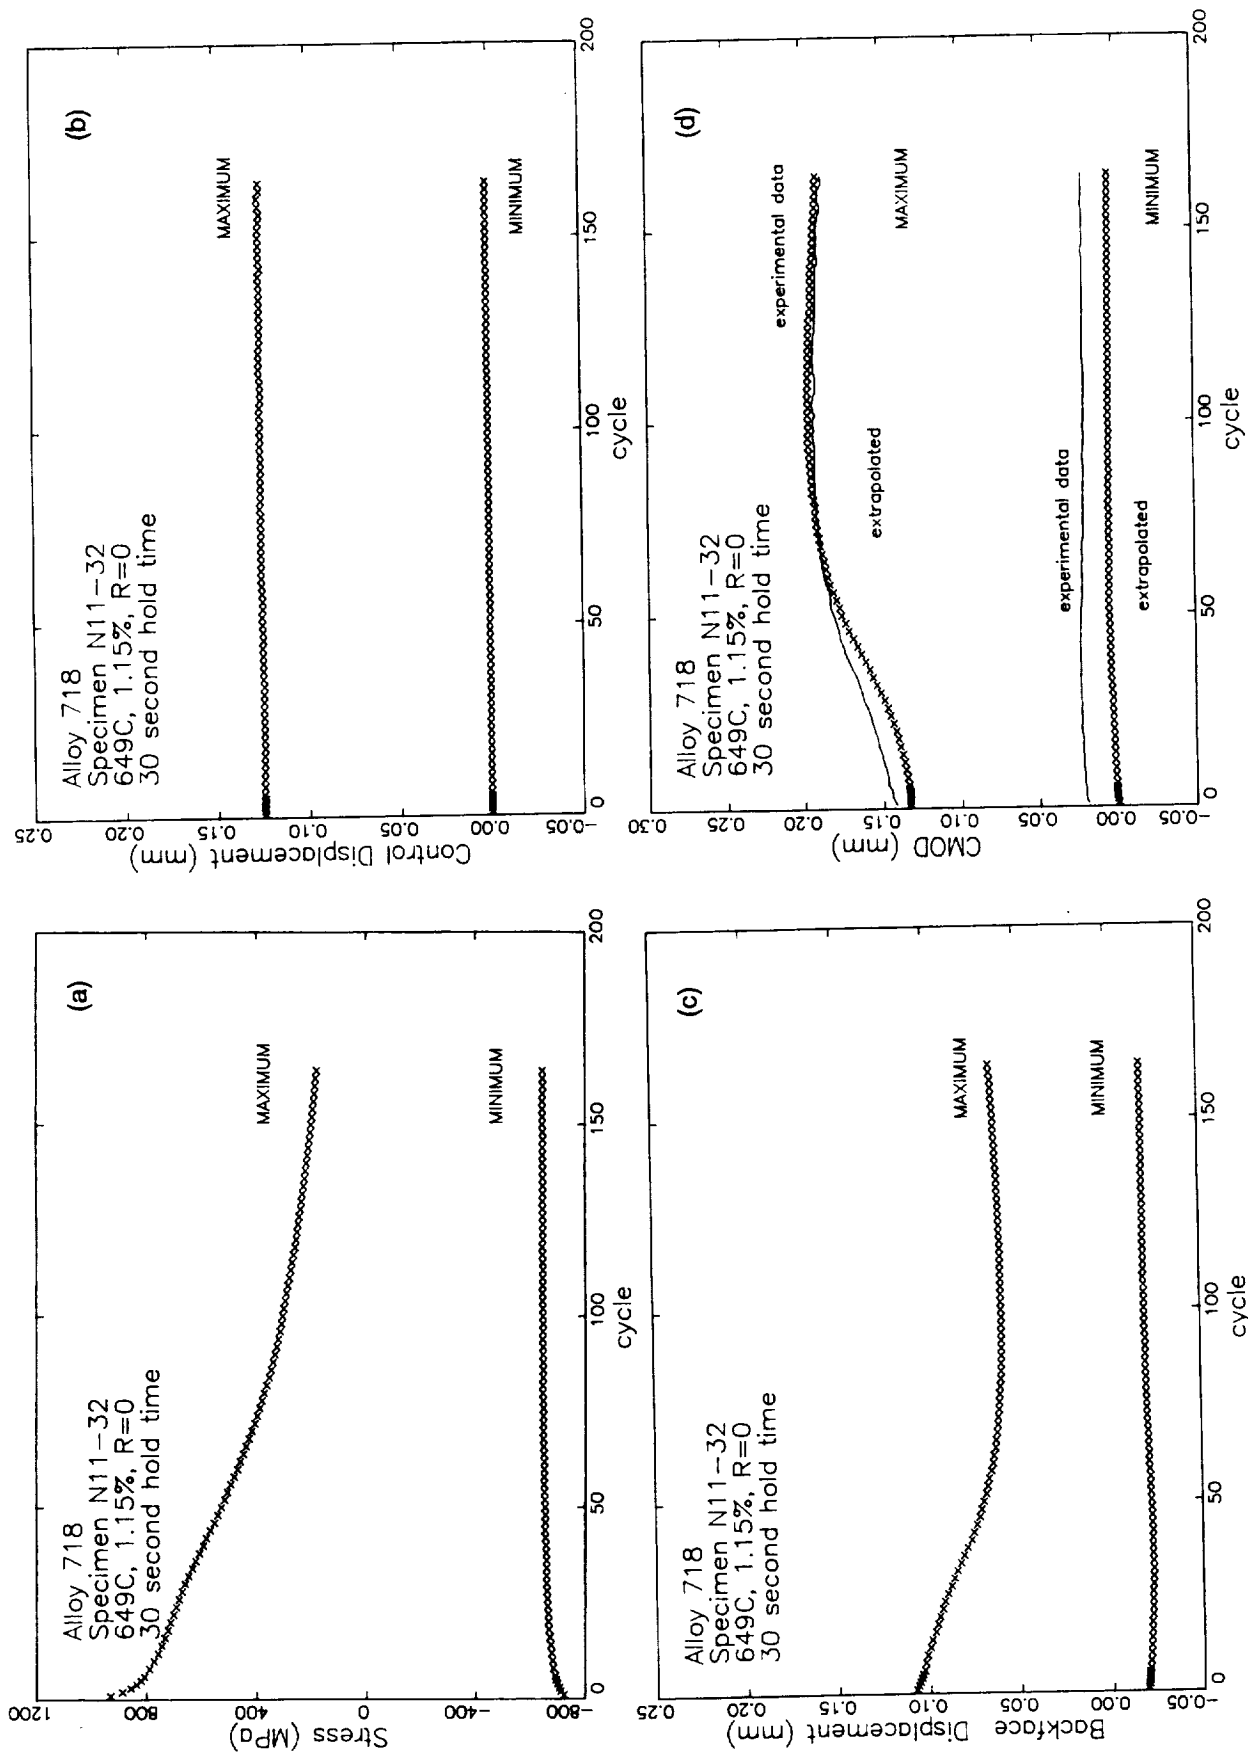 (a)
Alloy 718
Specimen N11-32
649C, 1.15%, R=0
30 second hold time
MAXIMUM
MINIMUM
1200
800
400
0
-400
-800
Stress (MPa)
0
50
100
150
200
cycle
(b)
Alloy 718
Specimen N11-32
649C, 1.15%, R=0
30 second hold time
MAXIMUM
MINIMUM
0.25
0.20
0.15
0.10
0.05
0.00
-0.05
Control Displacement (mm)
0
50
100
150
200
cycle
(c)
Alloy 718
Specimen N11-32
649C, 1.15%, R=0
30 second hold time
MAXIMUM
MINIMUM
0.25
0.20
0.15
0.10
0.05
0.00
-0.05
Backface Displacement (mm)
0
50
100
150
200
cycle
(d)
Alloy 718
Specimen N11-32
649C, 1.15%, R=0
30 second hold time
experimental data
extrapolated
MAXIMUM
experimental data
extrapolated
MINIMUM
0.30
0.25
0.20
0.15
0.10
0.05
0.00
-0.05
CMOD (mm)
0
50
100
150
200
cycle